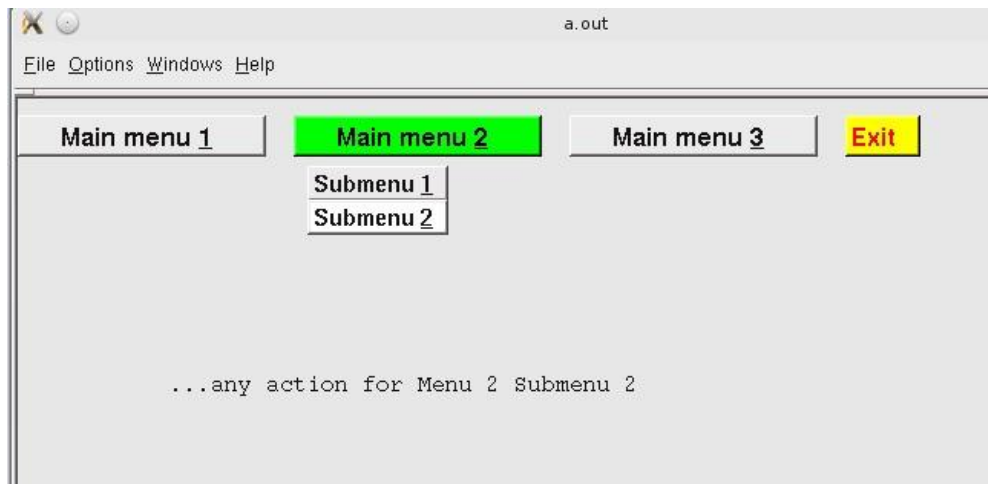 a.out
File Options Windows Help
Main menu 1 Main menu 2 Main menu 3 Exit
Submenu 1
Submenu 2
...any action for Menu 2 Submenu 2